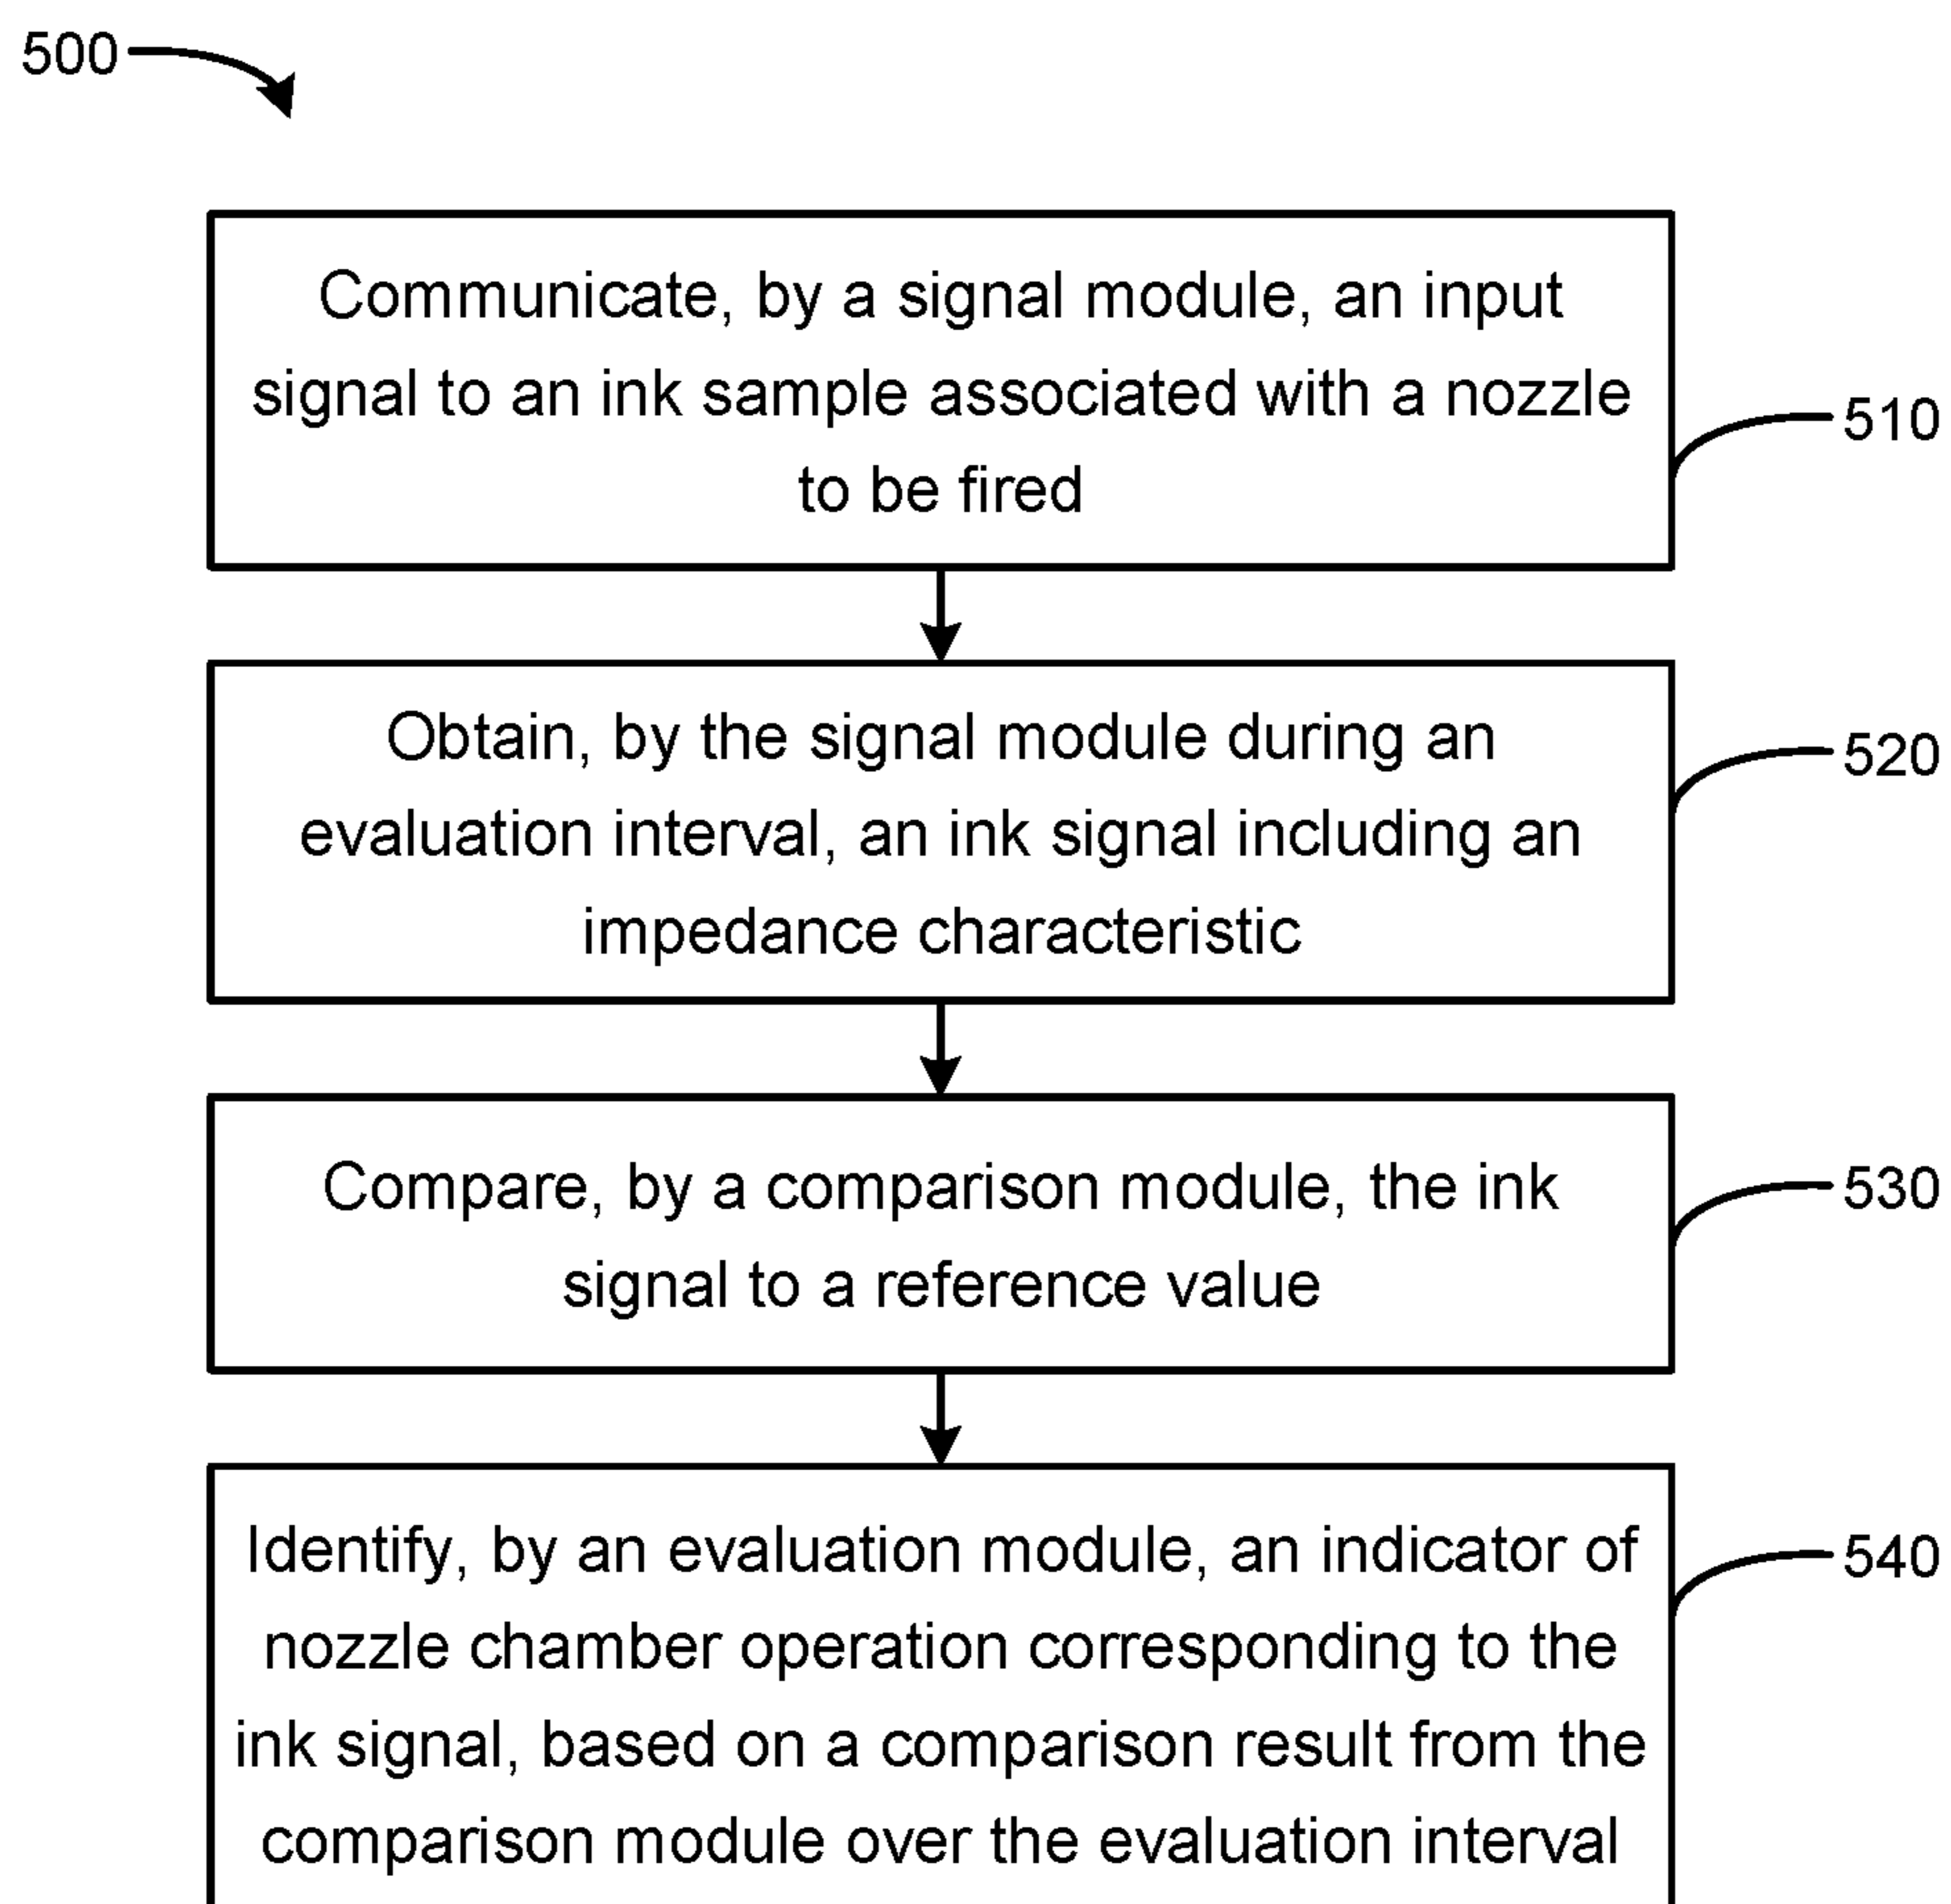 500
Communicate, by a signal module, an input
signal to an ink sample associated with a nozzle
to be fired
510
Obtain, by the signal module during an
evaluation interval, an ink signal including an
impedance characteristic
520
Compare, by a comparison module, the ink
signal to a reference value
530
Identify, by an evaluation module, an indicator of
nozzle chamber operation corresponding to the
ink signal, based on a comparison result from the
comparison module over the evaluation interval
540